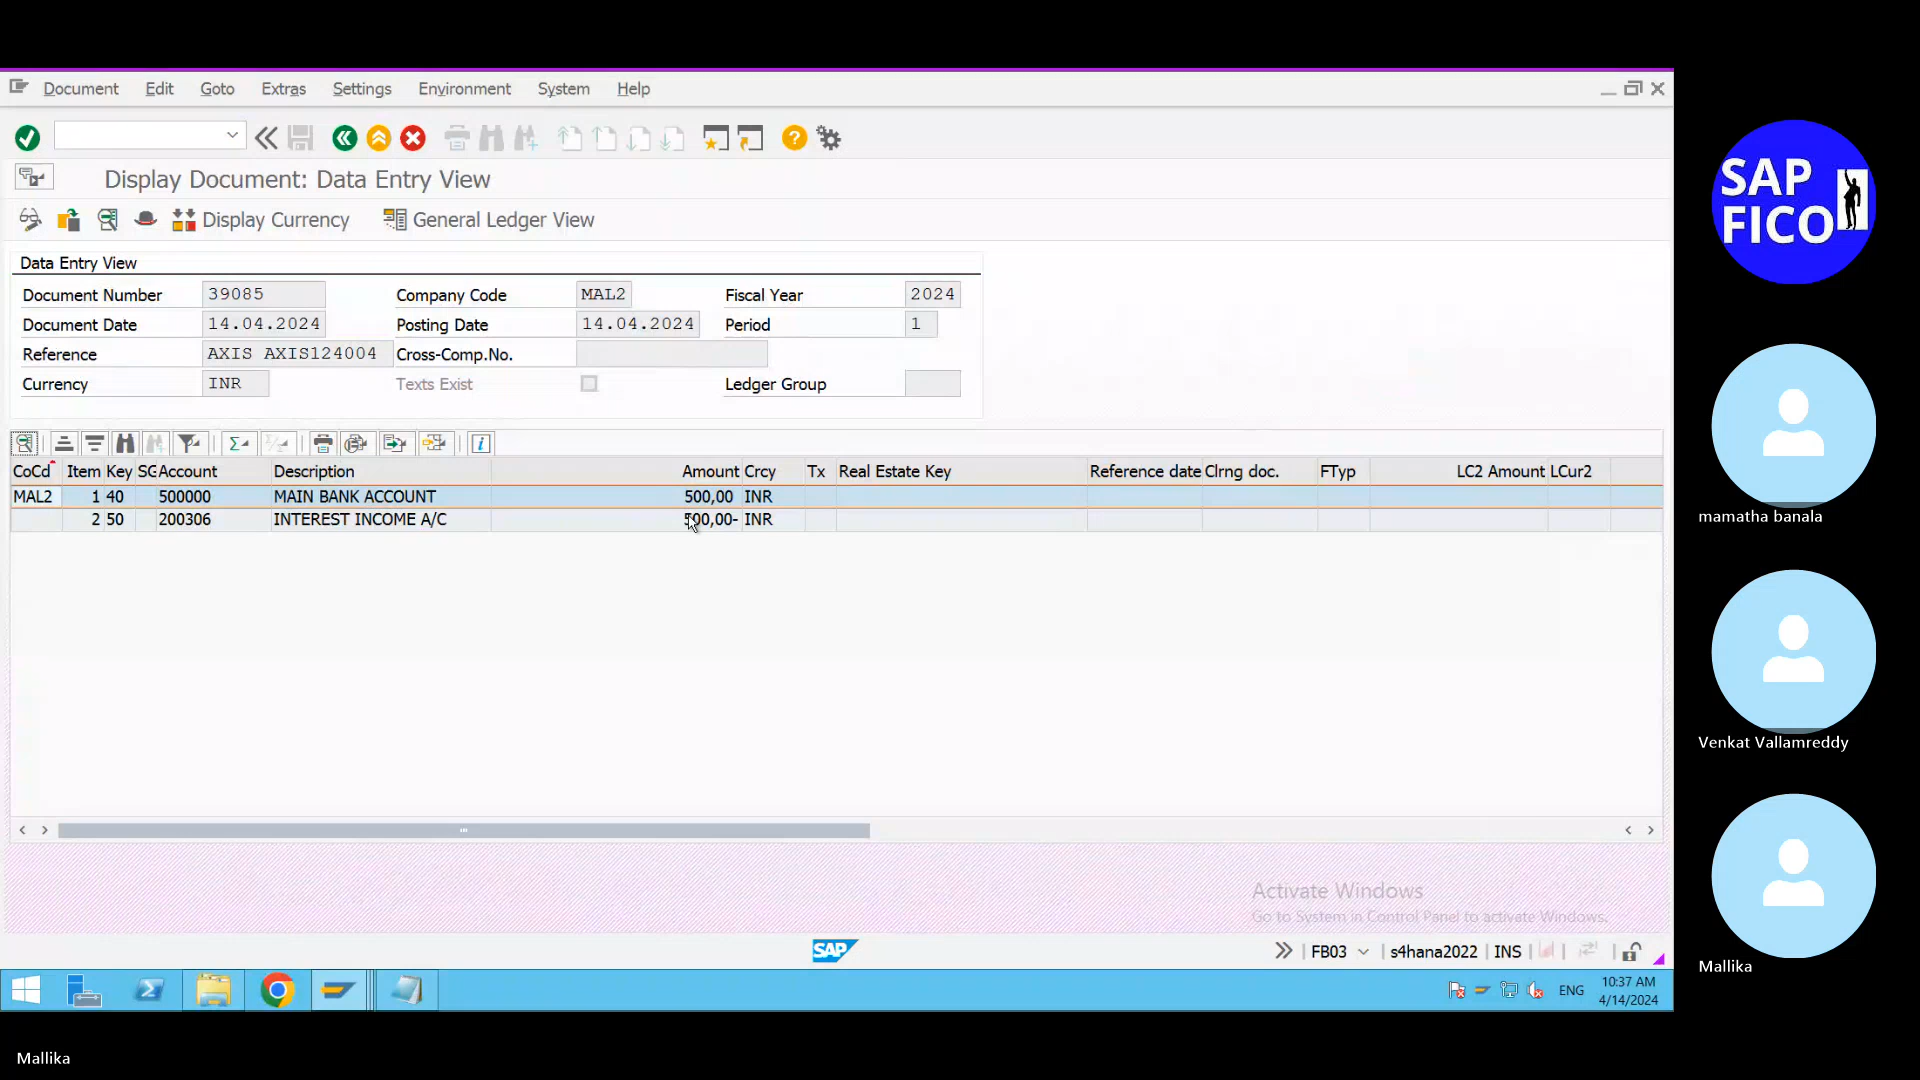 Document Edit Goto Extras Settings Environment System Help
Display Document: Data Entry View
Display Currency General Ledger View
Data Entry View
Document Number 39085 Company Code MAL2 Fiscal Year 2024
Document Date 14.04.2024 Posting Date 14.04.2024 Period 1
Reference AXIS AXIS124004 Cross-Comp.No.
Currency INR Texts Exist Ledger Group
CoCd Item Key SG Account Description Amount Crcy Tx Real Estate Key Reference date Clrng doc. FTyp LC2 Amount LCur2
MAL2 1 40 500000 MAIN BANK ACCOUNT 500,00 INR
2 50 200306 INTEREST INCOME A/C 500,00- INR
Activate Windows
Go to System in Control Panel to activate Windows.
SAP
FB03 s4hana2022 INS
ENG
10:37 AM
4/14/2024
SAP
FICO
mamatha banala
Venkat Vallamreddy
Mallika
Mallika